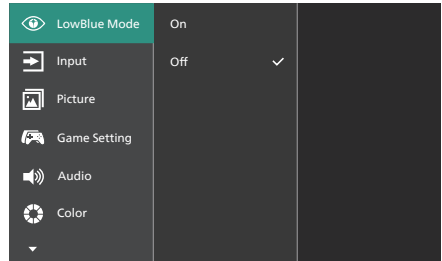 LowBlue Mode
On
Input
Off
Picture
Game Setting
Audio
Color